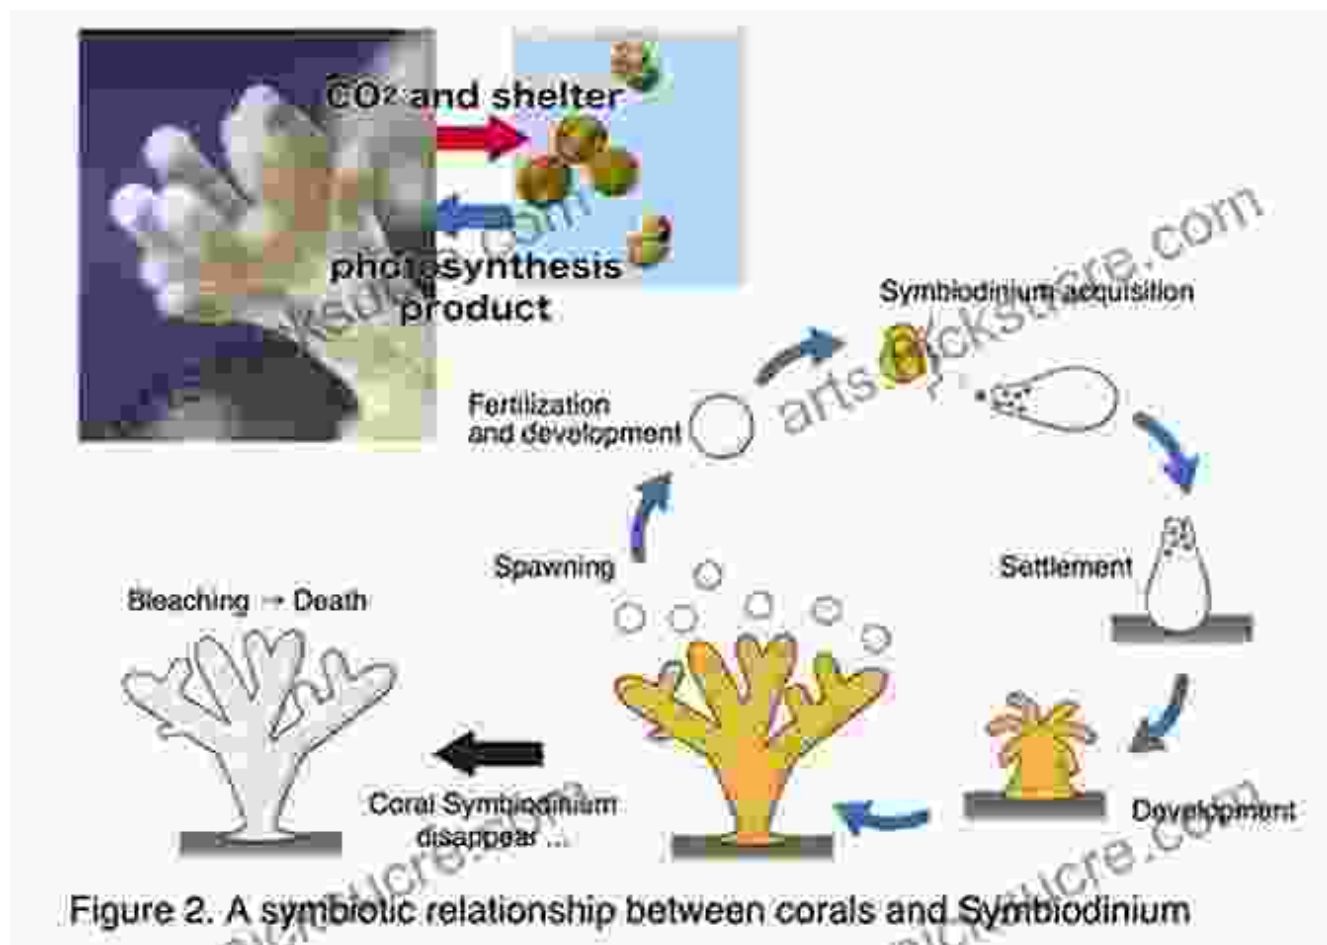 CO2 and shelter
photosynthesis
product
Symbiodinium acquisition
Fertilization
and development
Spawning
Settlement
Bleaching → Death
Coral Symbiodinium
disappear ...
Development
Figure 2. A symbiotic relationship between corals and Symbiodinium